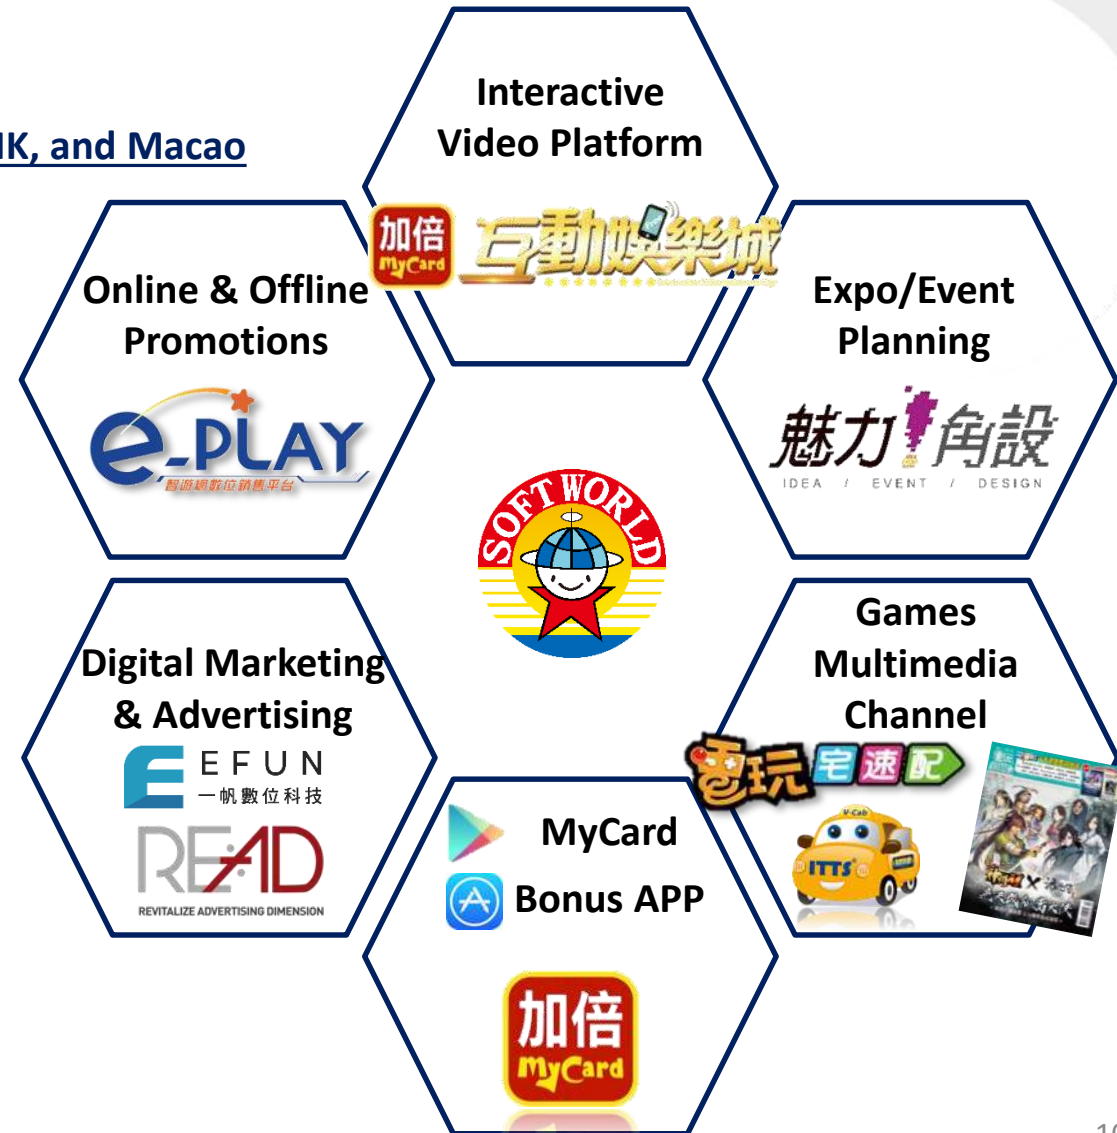 Interactive
Video Platform
HK, and Macao
加倍
MyCard
互動娛樂城
Online & Offline
Promotions
e-PLAY
智遊網數位銷售平台
Expo/Event
Planning
魅力!角設
IDEA / EVENT / DESIGN
SOFT WORLD
Digital Marketing
& Advertising
EFUN
一帆數位科技
READ
REVITALIZE ADVERTISING DIMENSION
Games
Multimedia
Channel
電玩宅速配
V-Cab
ITTS
MyCard
Bonus APP
加倍
MyCard